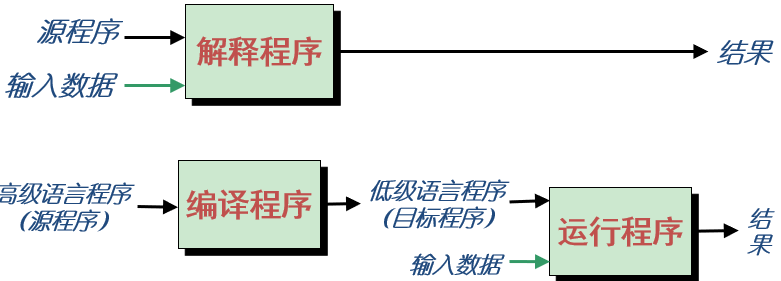 源程序
解释程序
结果
输入数据
高级语言程序
(源程序)
编译程序
低级语言程序
(目标程序)
输入数据
运行程序
结
果